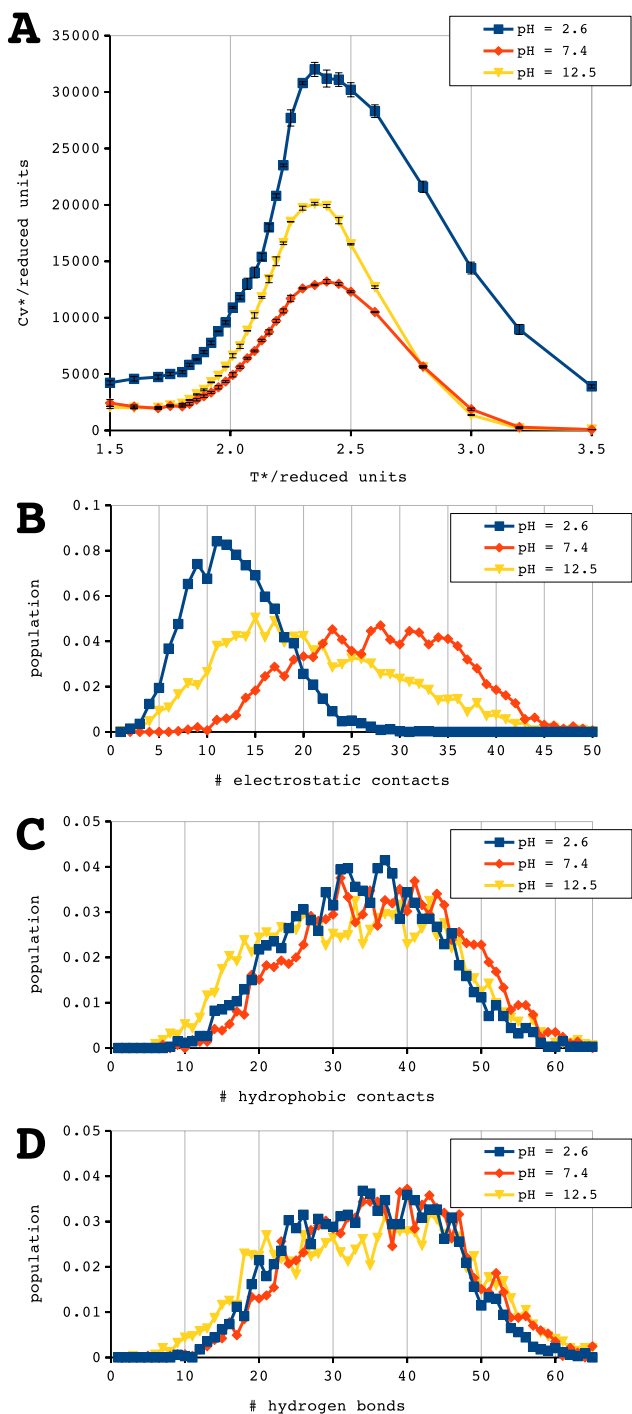 A
pH = 2.6
pH = 7.4
pH = 12.5
35000
30000
25000
20000
15000
10000
5000
0
Cv*/reduced units
1.5 2.0 2.5 3.0 3.5
T*/reduced units
B
pH = 2.6
pH = 7.4
pH = 12.5
0.1
0.08
0.06
0.04
0.02
0
population
0 5 10 15 20 25 30 35 40 45 50
# electrostatic contacts
C
pH = 2.6
pH = 7.4
pH = 12.5
0.05
0.04
0.03
0.02
0.01
0
population
0 10 20 30 40 50 60
# hydrophobic contacts
D
pH = 2.6
pH = 7.4
pH = 12.5
0.05
0.04
0.03
0.02
0.01
0
population
0 10 20 30 40 50 60
# hydrogen bonds